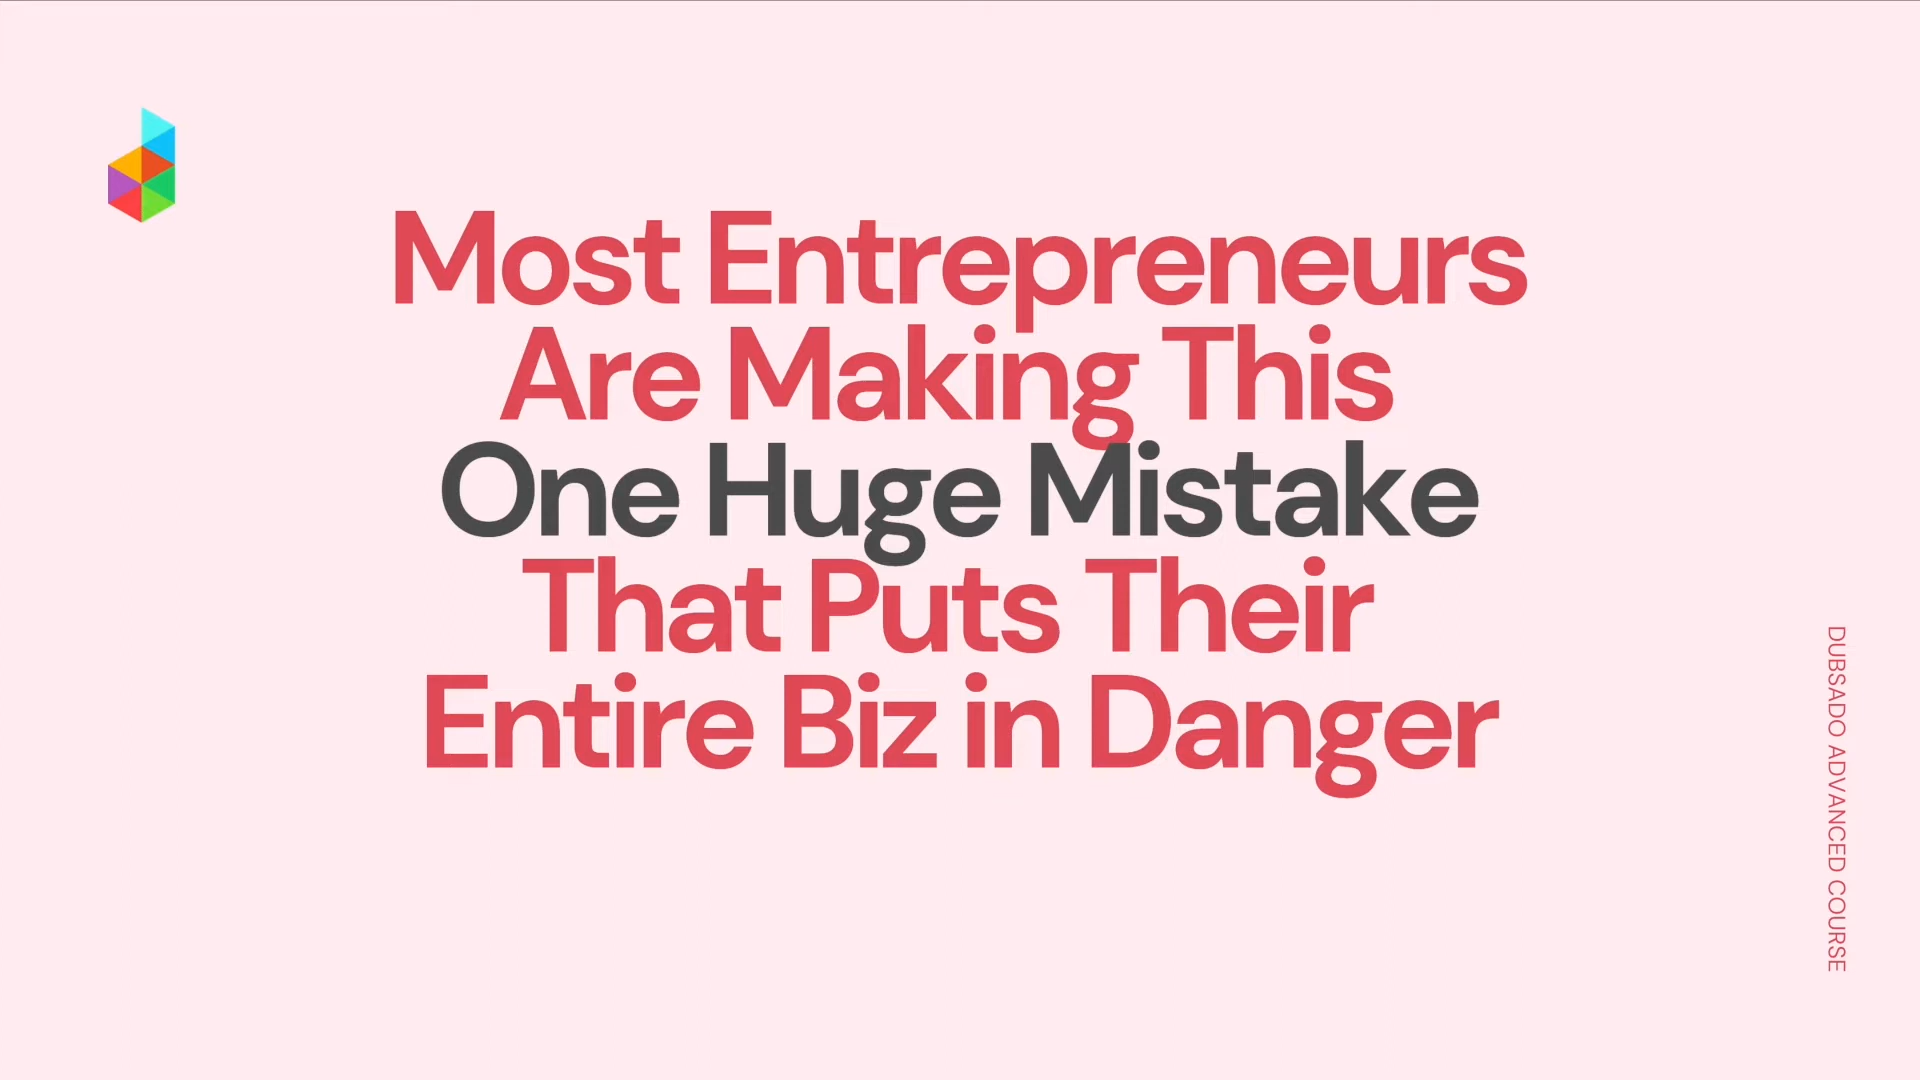 Most Entrepreneurs
Are Making This
One Huge Mistake
That Puts Their
Entire Biz in Danger
DUBSADO ADVANCED COURSE